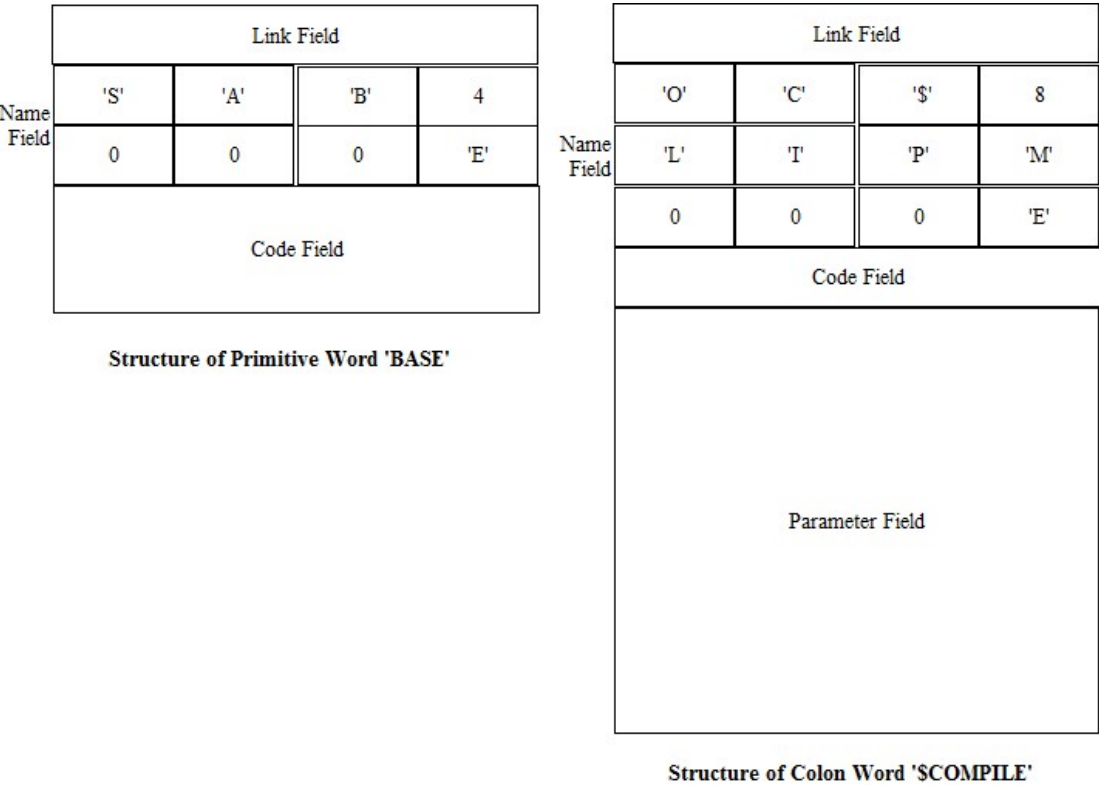 Link Field
Name
Field
'S' 'A' 'B' 4
0 0 0 'E'
Code Field
Structure of Primitive Word 'BASE'
Link Field
Name
Field
'O' 'C' '$' 8
'L' 'I' 'P' 'M'
0 0 0 'E'
Code Field
Parameter Field
Structure of Colon Word '$COMPILE'